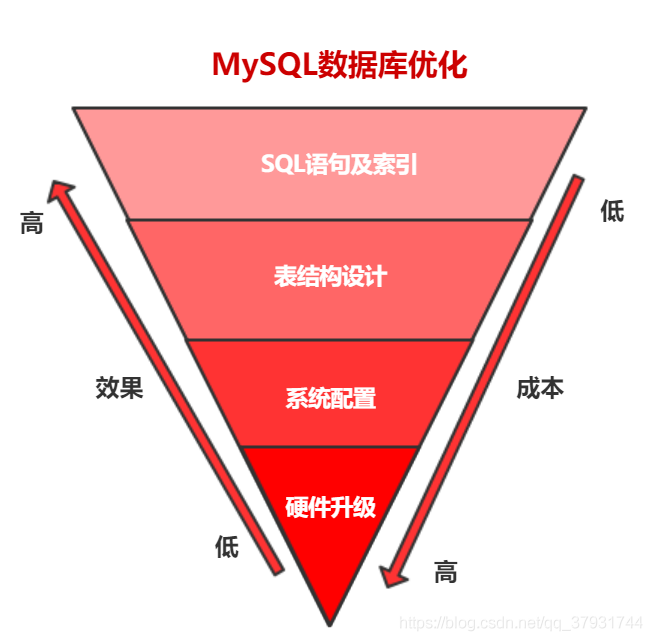 MySQL数据库优化
SQL语句及索引
高
低
表结构设计
效果
系统配置
成本
硬件升级
低
高
https://blog.csdn.net/qq_37931744